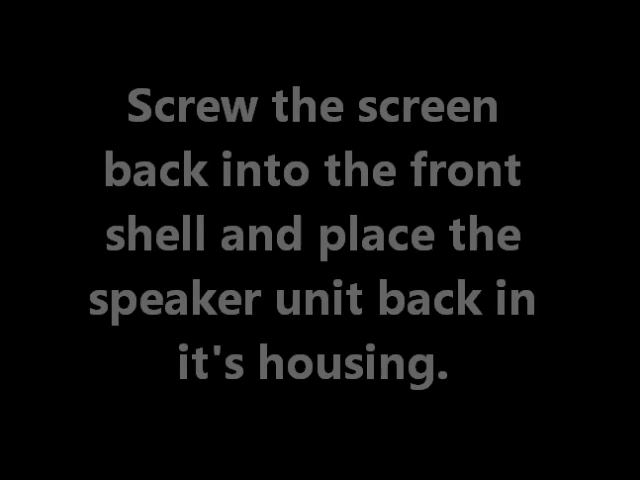 Screw the screen
back into the front
shell and place the
speaker unit back in
it's housing.